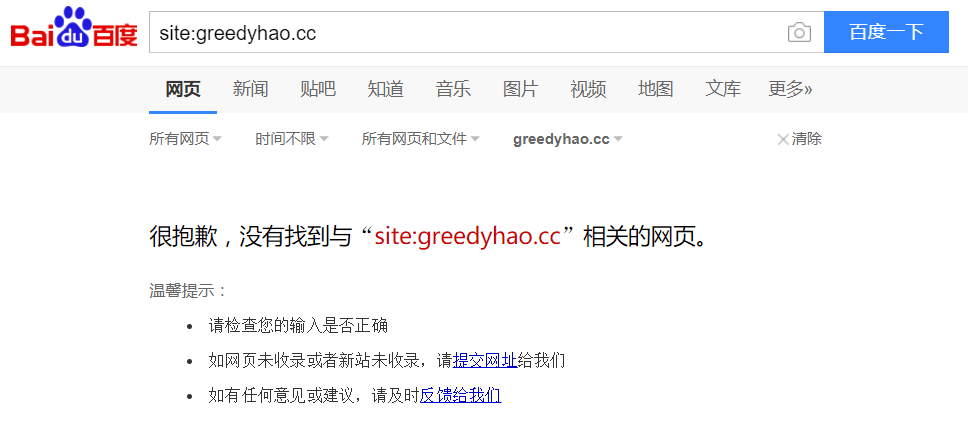 Bai du 百度 site:greedyhao.cc 百度一下
网页 新闻 贴吧 知道 音乐 图片 视频 地图 文库 更多»
所有网页 时间不限 所有网页和文件 greedyhao.cc 清除
很抱歉，没有找到与“site:greedyhao.cc”相关的网页。
温馨提示：
请检查您的输入是否正确
如网页未收录或者新站未收录，请提交网址给我们
如有任何意见或建议，请及时反馈给我们